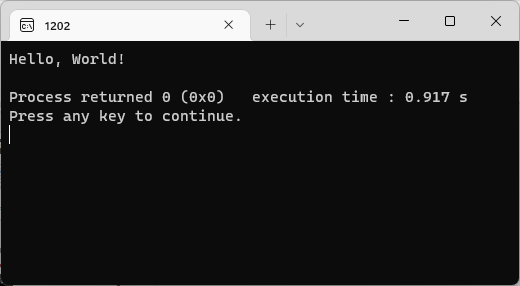 1202
Hello, World!
Process returned 0 (0x0)   execution time : 0.917 s
Press any key to continue.